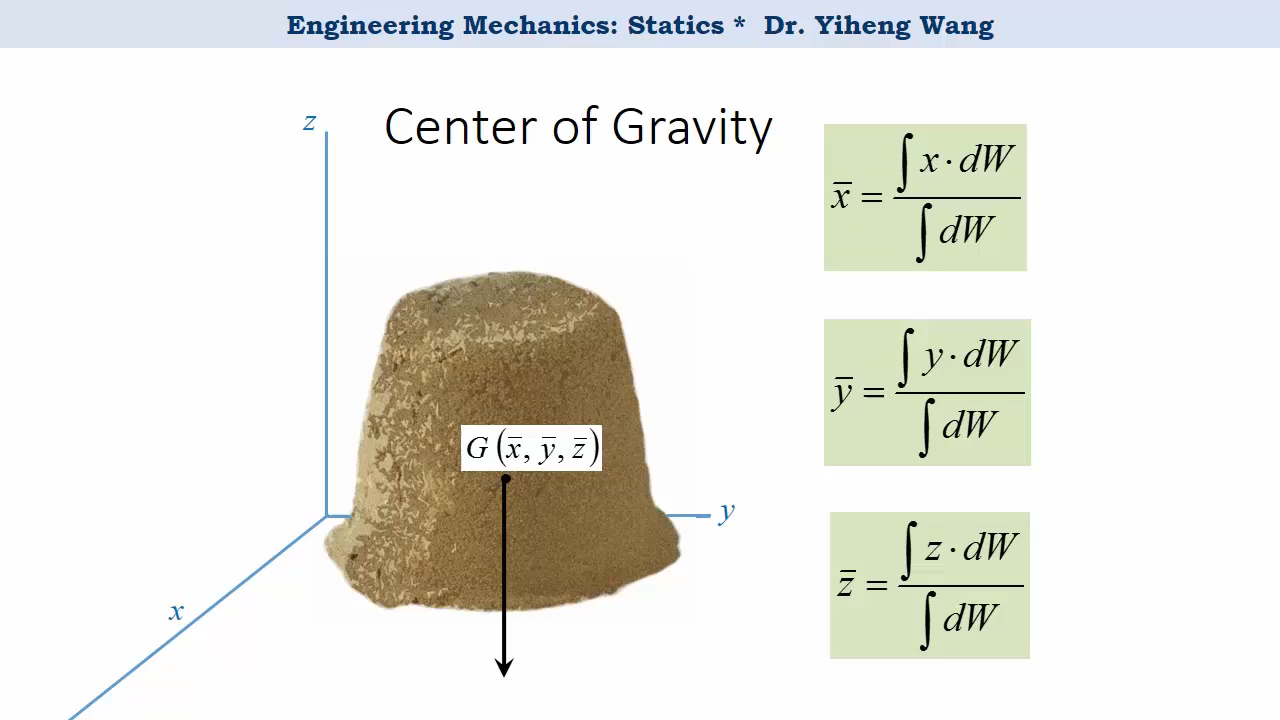 Engineering Mechanics: Statics * Dr. Yiheng Wang
Center of Gravity
z
y
x
G (x̅, y̅, z̅)
x̅ = ∫ x · dW / ∫ dW
y̅ = ∫ y · dW / ∫ dW
z̅ = ∫ z · dW / ∫ dW